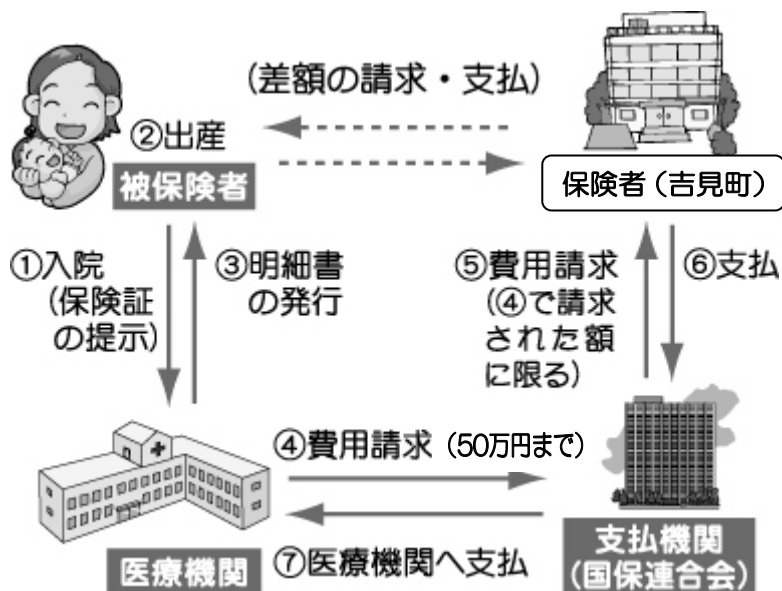 (差額の請求・支払)
②出産
被保険者
保険者（吉見町）
①入院
(保険証
の提示)
③明細書
の発行
⑤費用請求
(④で請求
された額
に限る)
⑥支払
④費用請求（50万円まで）
⑦医療機関へ支払
医療機関
支払機関
(国保連合会)